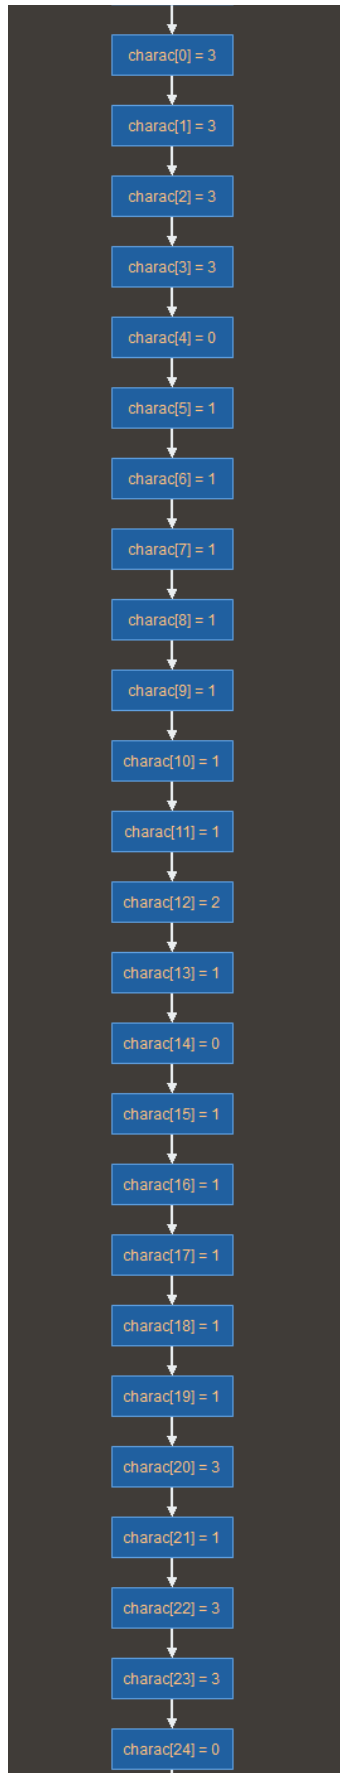 charac[0] = 3
charac[1] = 3
charac[2] = 3
charac[3] = 3
charac[4] = 0
charac[5] = 1
charac[6] = 1
charac[7] = 1
charac[8] = 1
charac[9] = 1
charac[10] = 1
charac[11] = 1
charac[12] = 2
charac[13] = 1
charac[14] = 0
charac[15] = 1
charac[16] = 1
charac[17] = 1
charac[18] = 1
charac[19] = 1
charac[20] = 3
charac[21] = 1
charac[22] = 3
charac[23] = 3
charac[24] = 0